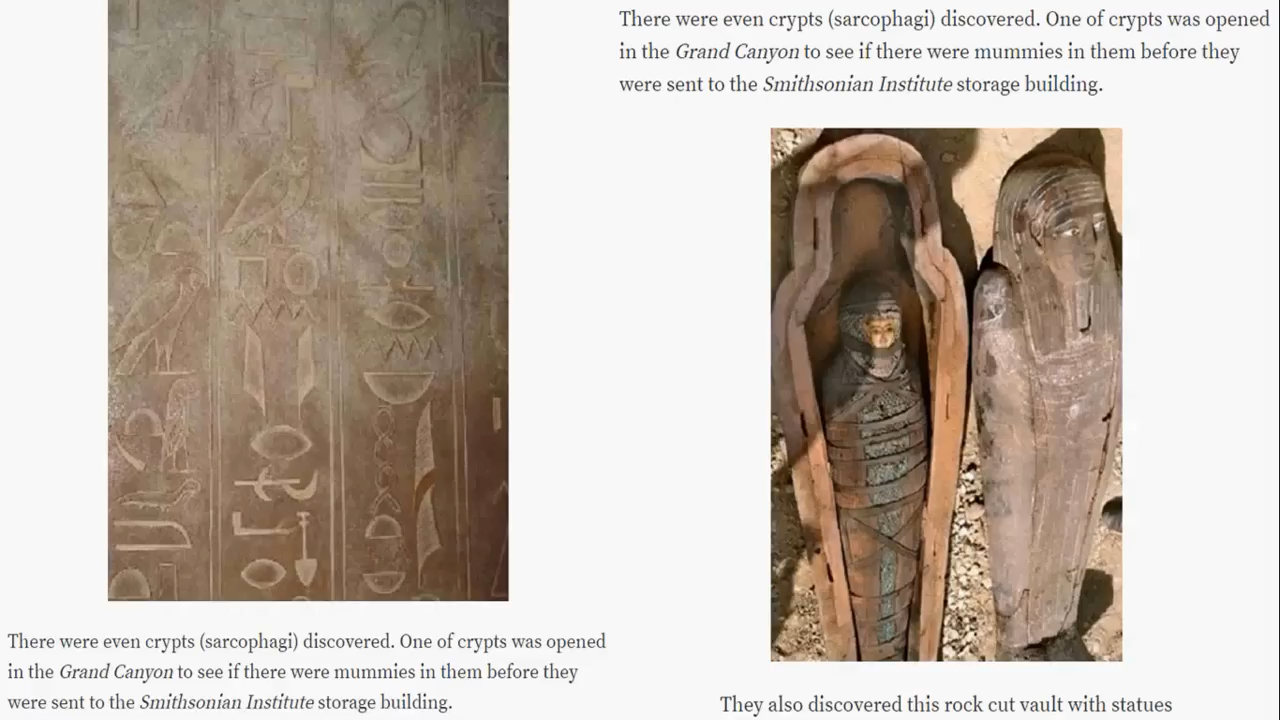 There were even crypts (sarcophagi) discovered. One of crypts was opened
in the Grand Canyon to see if there were mummies in them before they
were sent to the Smithsonian Institute storage building.
There were even crypts (sarcophagi) discovered. One of crypts was opened
in the Grand Canyon to see if there were mummies in them before they
were sent to the Smithsonian Institute storage building.
They also discovered this rock cut vault with statues